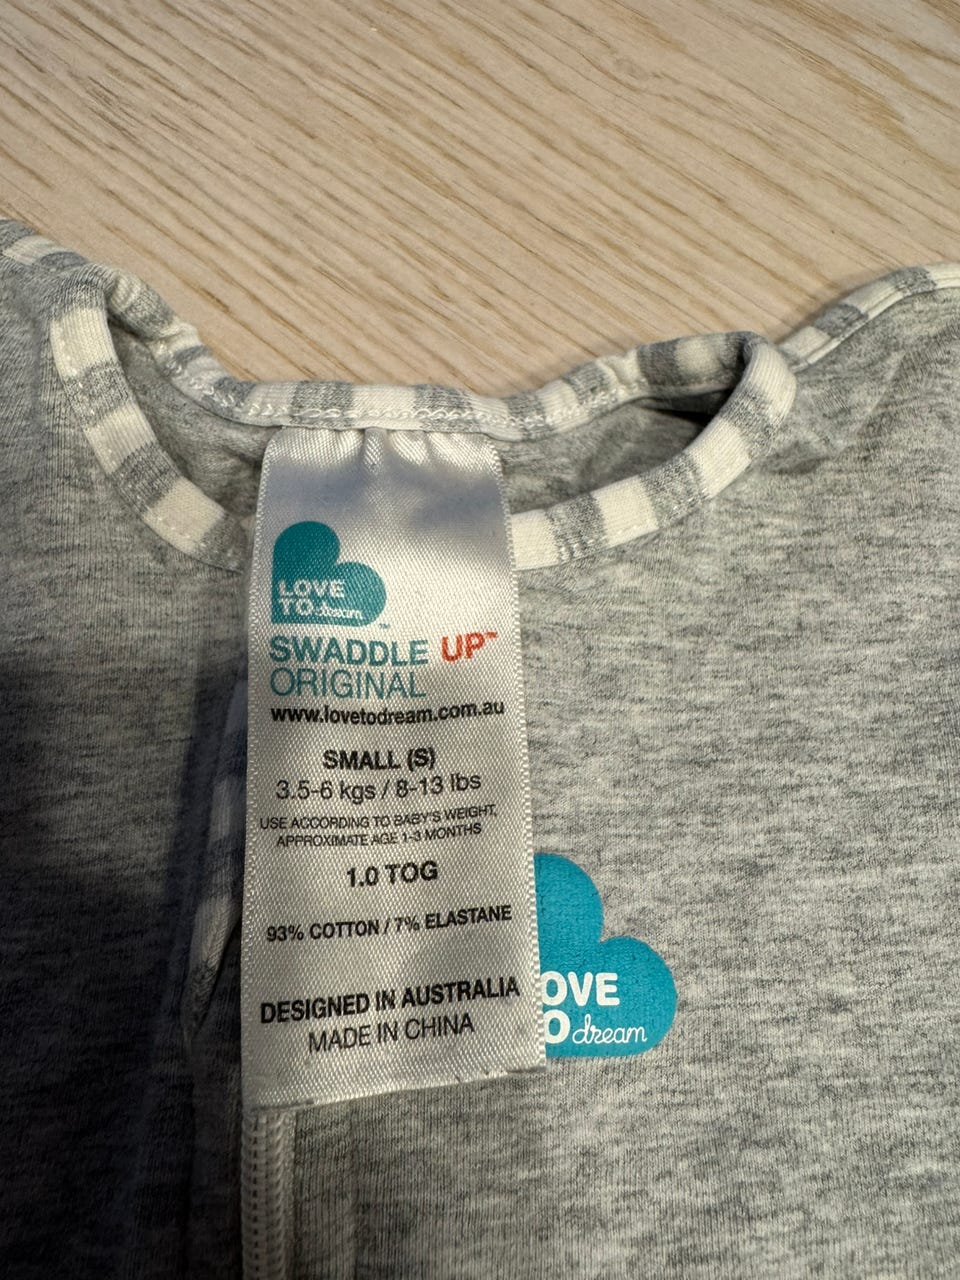 LOVE
TO dream™
SWADDLE UP™
ORIGINAL
www.lovetodream.com.au
SMALL (S)
3.5-6 kgs / 8-13 lbs
USE ACCORDING TO BABY'S WEIGHT,
APPROXIMATE AGE 1-3 MONTHS
1.0 TOG
93% COTTON / 7% ELASTANE
DESIGNED IN AUSTRALIA
MADE IN CHINA
OVE
O dream